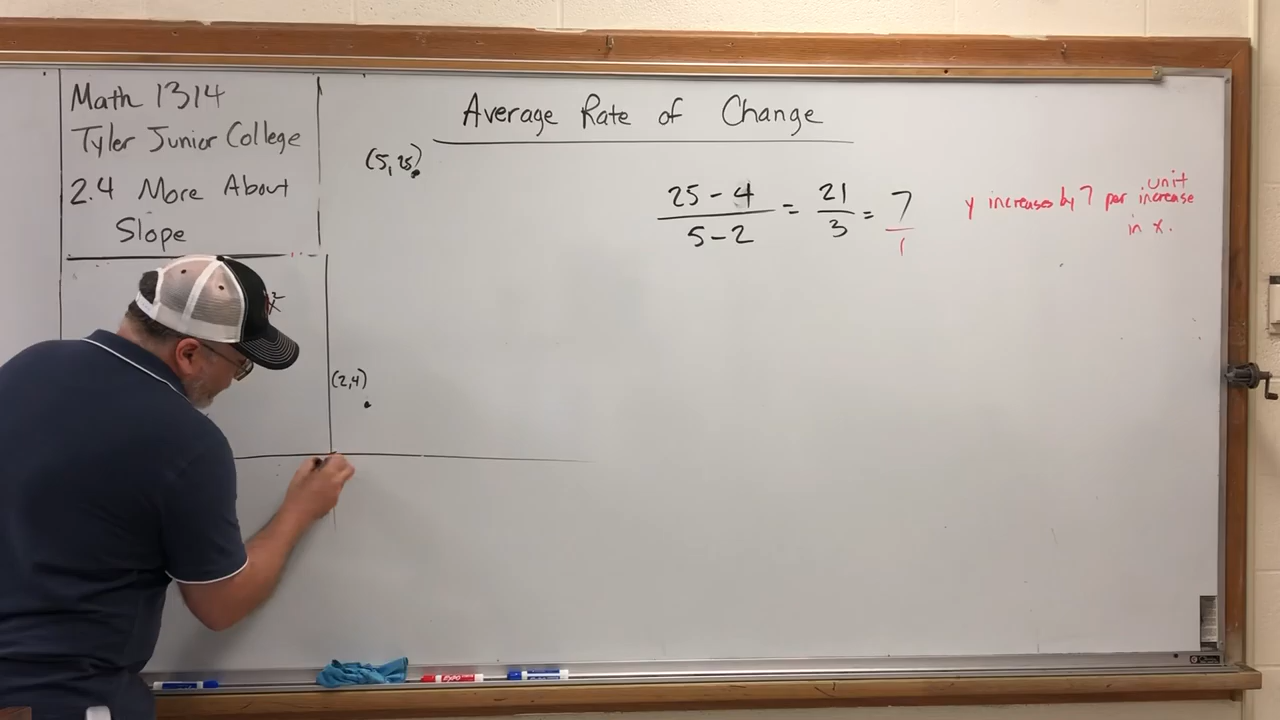 Math 1314
Tyler Junior College
2.4 More About
Slope
Average Rate of Change
(5, 25)
25 - 4 / 5 - 2 = 21 / 3 = 7 / 1
y increases by 7 per unit increase
in x.
x²
(2,4)